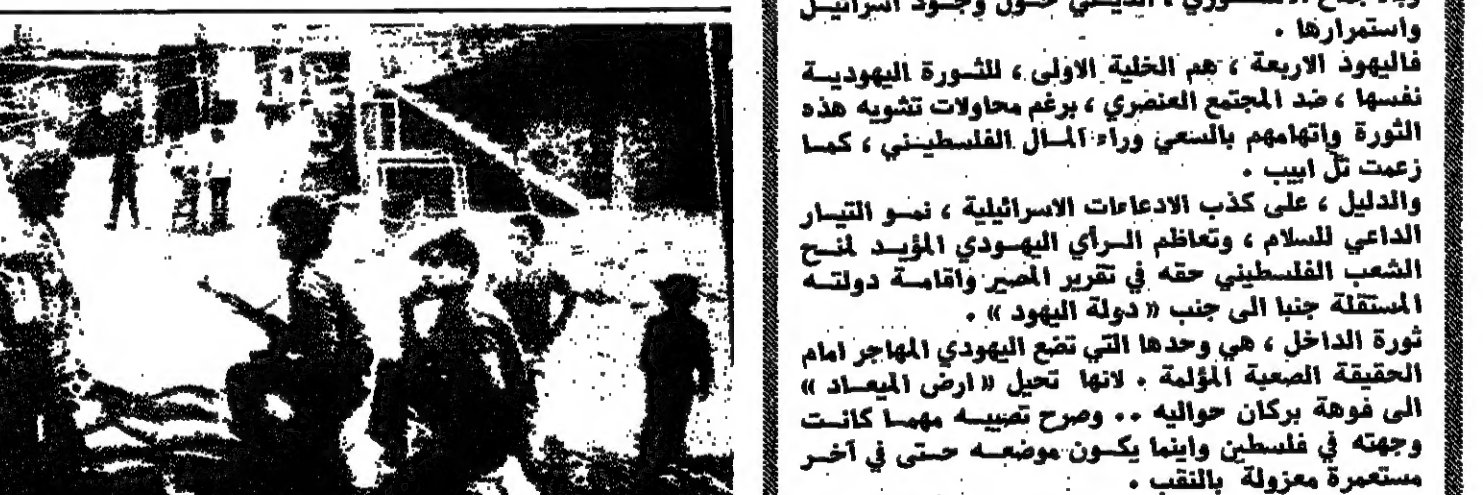 حول وجود اسرائيل
واستمرارها .
فاليهود الاربعة ، هم الخلية الاولى ، للثورة اليهودية
نفسها ، ضد المجتمع العنصري ، برغم محاولات تشويه هذه
الثورة واتهامهم بالسعي وراء المال الفلسطيني ، كما
زعمت تل ابيب .
والدليل ، على كذب الادعاءات الاسرائيلية ، نمو التيار
الداعي للسلام ، وتعاظم الرأي اليهودي المؤيد لمنح
الشعب الفلسطيني حقه في تقرير المصير واقامة دولته
المستقلة جنبا الى جنب « دولة اليهود » .
ثورة الداخل ، هي وحدها التي تضع اليهودي المهاجر امام
الحقيقة الصعبة المؤلمة . لانها تحيل « ارض الميعاد »
الى فوهة بركان حواليه .. وصرح تصيبه مهما كانت
وجهته في فلسطين واينما يكون موضعه حتى في آخر
مستعمرة معزولة بالنقب .